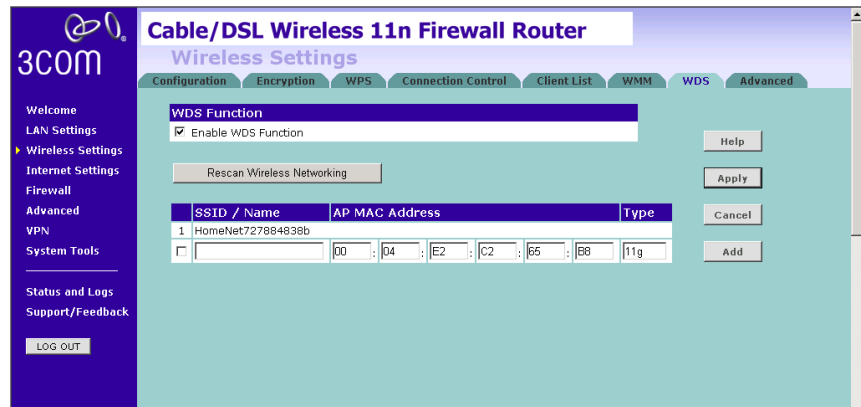 3COM
Cable/DSL Wireless 11n Firewall Router
Wireless Settings
Configuration Encryption WPS Connection Control Client List WMM WDS Advanced
Welcome
LAN Settings
Wireless Settings
Internet Settings
Firewall
Advanced
VPN
System Tools
Status and Logs
Support/Feedback
LOG OUT
WDS Function
Enable WDS Function
Rescan Wireless Networking
SSID / Name AP MAC Address Type
1 HomeNet727884838b
00 : 04 : E2 : C2 : 65 : B8 11g
Help
Apply
Cancel
Add